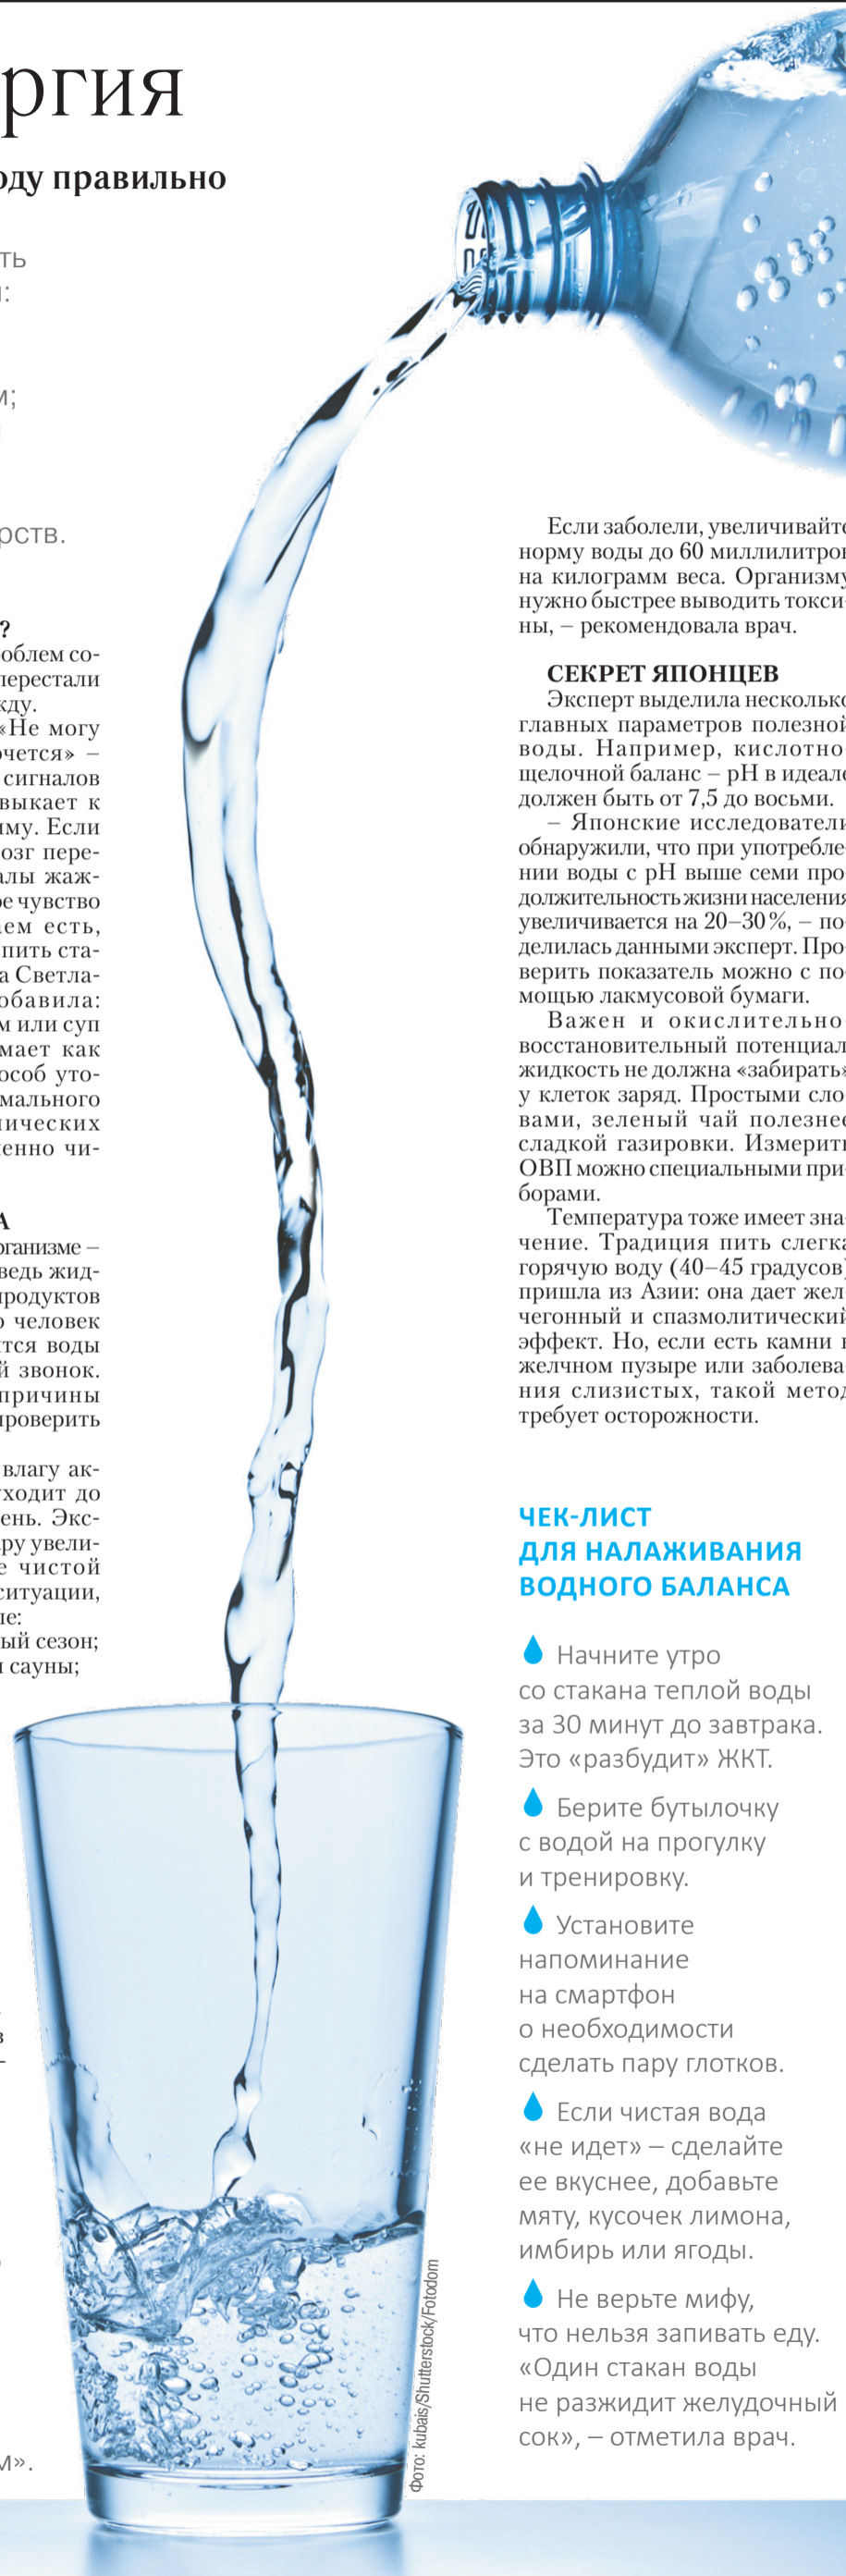 ргия
оду правильно
ть
м;
рств.
?
облем со-
перестали
жду.
«Не могу
очется» –
сигналов
выкает к
иму. Если
озг пере-
алы жаж-
ое чувство
аем есть,
пить ста-
а Светла-
обавила:
м или суп
мает как
особ уто-
мального
ических
енно чи-
А
рганизме –
ведь жид-
продуктов
о человек
тся воды
й звонок.
причины
проверить
влагу ак-
уходит до
ень. Экс-
ру увели-
е чистой
ситуации,
ые:
ый сезон;
и сауны;
м».
Фото: kubais/Shutterstock/Fotodom
Если заболели, увеличивайте
норму воды до 60 миллилитров
на килограмм веса. Организму
нужно быстрее выводить токси-
ны, – рекомендовала врач.
СЕКРЕТ ЯПОНЦЕВ
Эксперт выделила несколько
главных параметров полезной
воды. Например, кислотно-
щелочной баланс – pH в идеале
должен быть от 7,5 до восьми.
– Японские исследователи
обнаружили, что при употребле-
нии воды с pH выше семи про-
должительность жизни населения
увеличивается на 20–30%, – по-
делилась данными эксперт. Про-
верить показатель можно с по-
мощью лакмусовой бумаги.
Важен и окислительно-
восстановительный потенциал:
жидкость не должна «забирать»
у клеток заряд. Простыми сло-
вами, зеленый чай полезнее
сладкой газировки. Измерить
ОВП можно специальными при-
борами.
Температура тоже имеет зна-
чение. Традиция пить слегка
горячую воду (40–45 градусов)
пришла из Азии: она дает жел-
чегонный и спазмолитический
эффект. Но, если есть камни в
желчном пузыре или заболева-
ния слизистых, такой метод
требует осторожности.
ЧЕК-ЛИСТ
ДЛЯ НАЛАЖИВАНИЯ
ВОДНОГО БАЛАНСА
Начните утро
со стакана теплой воды
за 30 минут до завтрака.
Это «разбудит» ЖКТ.
Берите бутылочку
с водой на прогулку
и тренировку.
Установите
напоминание
на смартфон
о необходимости
сделать пару глотков.
Если чистая вода
«не идет» – сделайте
ее вкуснее, добавьте
мяту, кусочек лимона,
имбирь или ягоды.
Не верьте мифу,
что нельзя запивать еду.
«Один стакан воды
не разжидит желудочный
сок», – отметила врач.